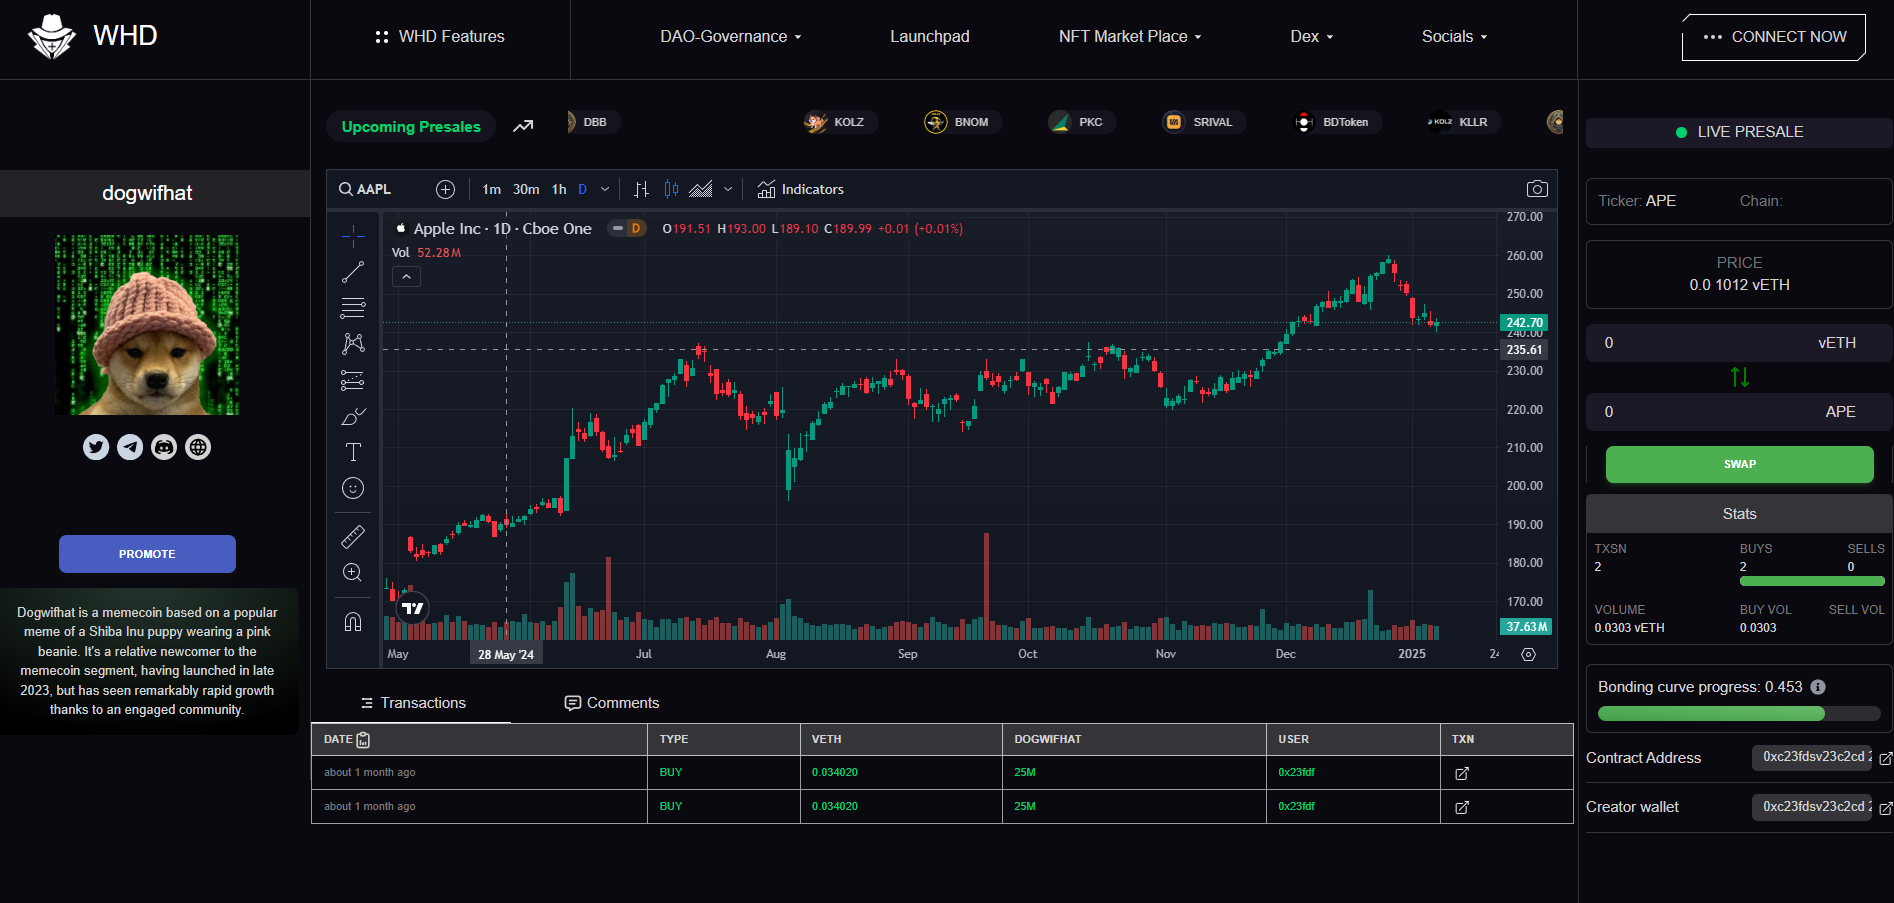 WHD
WHD Features
DAO-Governance
Launchpad
NFT Market Place
Dex
Socials
CONNECT NOW
Upcoming Presales
DBB
KOLZ
BNOM
PKC
SRIVAL
BDToken
KOLZ
KLLR
LIVE PRESALE
dogwifhat
PROMOTE
Dogwifhat is a memecoin based on a popular
meme of a Shiba Inu puppy wearing a pink
beanie. It's a relative newcomer to the
memecoin segment, having launched in late
2023, but has seen remarkably rapid growth
thanks to an engaged community.
AAPL
1m 30m 1h D
Indicators
Apple Inc · 1D · Cboe One D O191.51 H193.00 L189.10 C189.99 +0.01 (+0.01%)
Vol 52.28M
270.00
260.00
250.00
242.70
240.00
235.61
230.00
220.00
210.00
200.00
190.00
180.00
170.00
37.63M
May 28 May '24 Jul Aug Sep Oct Nov Dec 2025 24
Transactions
Comments
DATE TYPE VETH DOGWIFHAT USER TXN
about 1 month ago BUY 0.034020 25M 0x23fdf
about 1 month ago BUY 0.034020 25M 0x23fdf
Ticker: APE Chain:
PRICE
0.0 1012 vETH
0 vETH
0 APE
SWAP
Stats
TXSN BUYS SELLS
2 2 0
VOLUME BUY VOL SELL VOL
0.0303 vETH 0.0303
Bonding curve progress: 0.453
Contract Address 0xc23fdsv23c2cd 2
Creator wallet 0xc23fdsv23c2cd 2